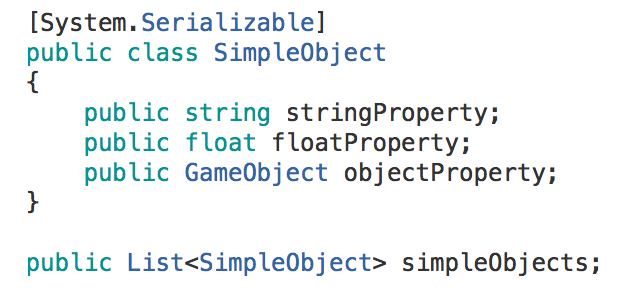 [System.Serializable]
public class SimpleObject
{
    public string stringProperty;
    public float floatProperty;
    public GameObject objectProperty;
}

public List<SimpleObject> simpleObjects;